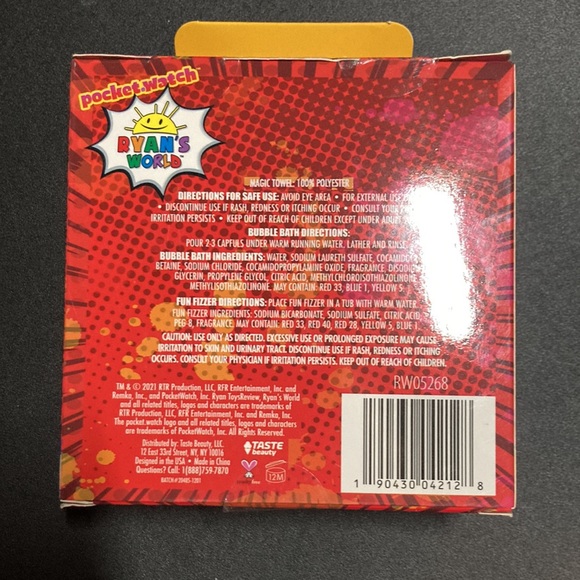 pocket.watch™
RYAN'S
WORLD™
MAGIC TOWEL: 100% POLYESTER
DIRECTIONS FOR SAFE USE: AVOID EYE AREA • FOR EXTERNAL USE
• DISCONTINUE USE IF RASH, REDNESS OR ITCHING OCCUR • CONSULT YOUR
IRRITATION PERSISTS • KEEP OUT OF REACH OF CHILDREN EXCEPT UNDER ADULT
BUBBLE BATH DIRECTIONS:
POUR 2-3 CAPFULS UNDER WARM RUNNING WATER. LATHER AND RINSE.
BUBBLE BATH INGREDIENTS: WATER, SODIUM LAURETH SULFATE,
BETAINE, SODIUM CHLORIDE, COCAMIDOPROPYLAMINE OXIDE, FRAGRANCE,
GLYCERIN, PROPYLENE GLYCOL, CITRIC ACID,
METHYLISOTHIAZOLINONE, MAY CONTAIN: RED 33, BLUE 1, YELLOW 5
FUN FIZZER DIRECTIONS: PLACE FUN FIZZER IN A TUB WITH WARM WATER.
FUN FIZZER INGREDIENTS: SODIUM BICARBONATE, SODIUM SULFATE, CITRIC ACID,
PEG-8, FRAGRANCE, MAY CONTAIN: RED 33, RED 40, RED 28, YELLOW 5, BLUE 1
CAUTION: USE ONLY AS DIRECTED. EXCESSIVE USE OR PROLONGED EXPOSURE MAY CAUSE
IRRITATION TO SKIN AND URINARY TRACT. DISCONTINUE USE IF RASH, REDNESS OR ITCHING
OCCURS. CONSULT YOUR PHYSICIAN IF IRRITATION PERSISTS. KEEP OUT OF REACH OF CHILDREN.
RW05268
TM & © 2021 RTR Production, LLC, RFR Entertainment, Inc. and
Remka, Inc., and PocketWatch, Inc. Ryan ToysReview, Ryan's World
and all related titles, logos and characters are trademarks of
RTR Production, LLC, RFR Entertainment, Inc. and Remka, Inc.
The pocket.watch logo and all related titles, logos and characters
are trademarks of PocketWatch, Inc. All Rights Reserved.
Distributed by: Taste Beauty, LLC.
12 East 33rd Street, NY, NY 10016
Designed in the USA • Made in China
Questions? Call: 1(888)759-7870
BATCH#:20485-1201
TASTE
beauty
12M
1 90430 04212 8